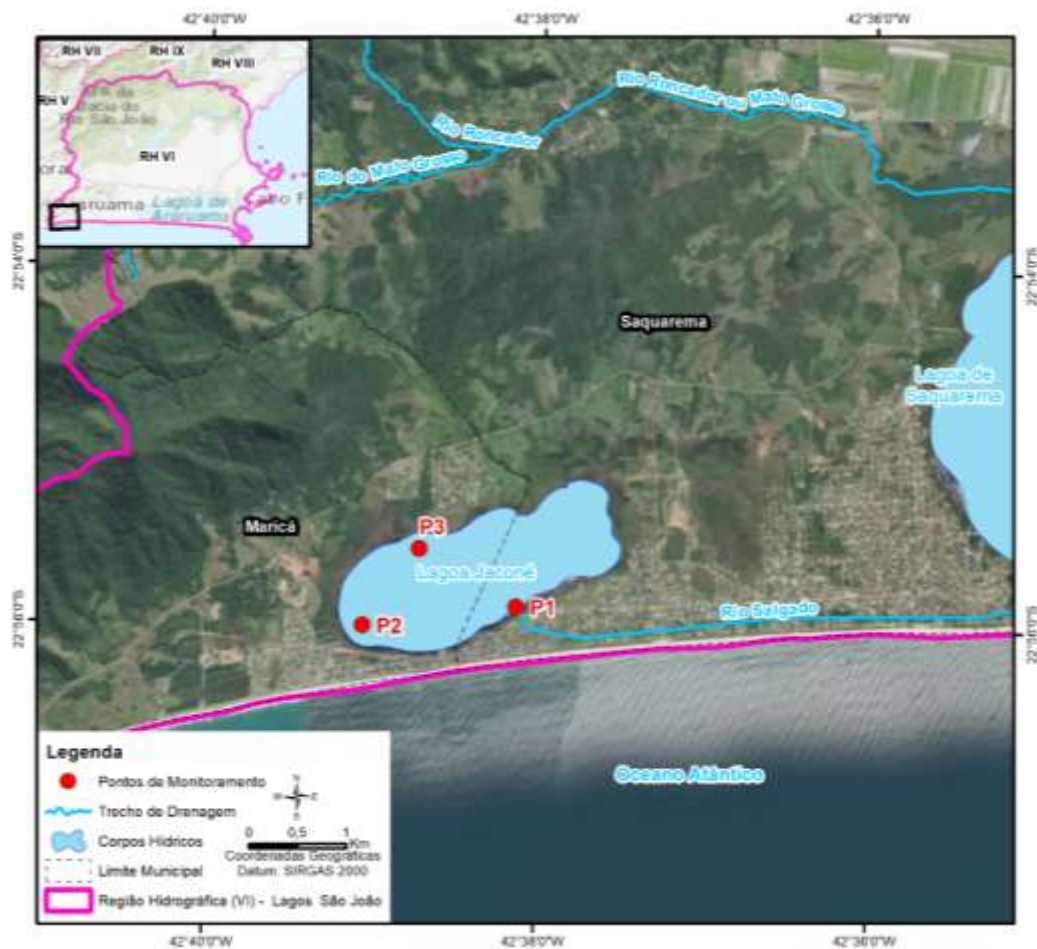 42°40'0"W
42°38'0"W
42°36'0"W
RH VII
RH IX
RH VIII
RH V
RH VI
22°54'0"S
22°54'0"S
Rio Roncador ou Mato Grosso
Rio Roncador
Rio do Mato Grosso
Saquarema
Lagoa de
Saquarema
Maricá
P3
Lagoa Jaconé
P1
P2
Rio Salgado
22°56'0"S
22°56'0"S
Oceano Atlântico
Legenda
Pontos de Monitoramento
Trecho de Drenagem
Corpos Hídricos
Limite Municipal
Região Hidrográfica (VI) - Lagos São João
N
W
E
S
0
0,5
1
Km
Coordenadas Geográficas
Datum: SIRGAS 2000
42°40'0"W
42°38'0"W
42°36'0"W